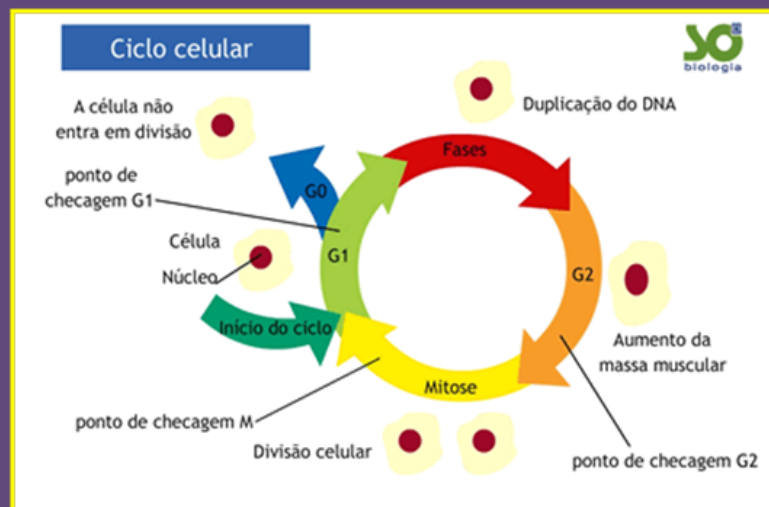 Ciclo celular
SÓ
biologia
A célula não
entra em divisão
Duplicação do DNA
Fases
ponto de
checagem G1
G0
Célula
G1
G2
Núcleo
Início do ciclo
Aumento da
massa muscular
Mitose
ponto de checagem M
Divisão celular
ponto de checagem G2